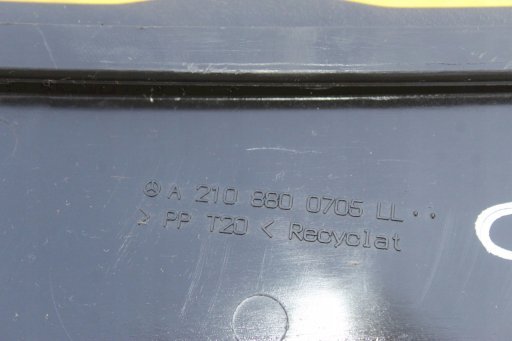 A 210 880 0705 LL ··
> PP T20 < Recyclat